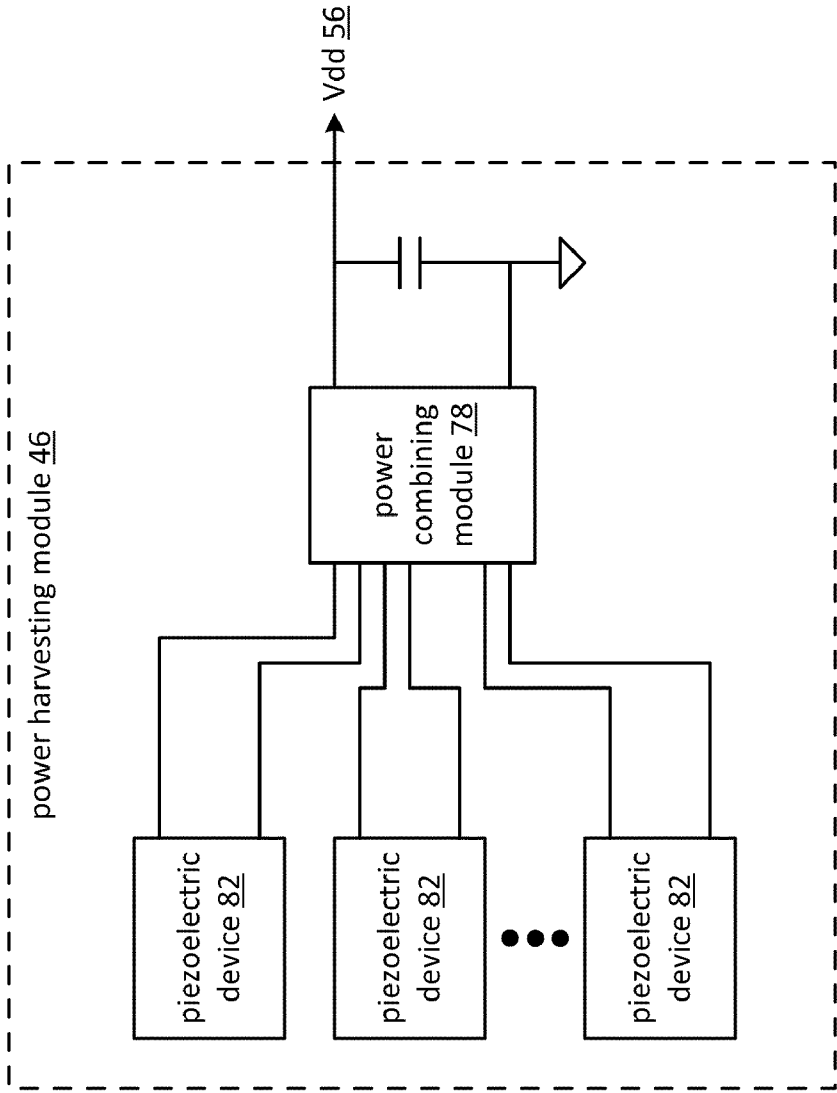 power harvesting module 46
piezoelectric
device 82
piezoelectric
device 82
piezoelectric
device 82
power
combining
module 78
Vdd 56